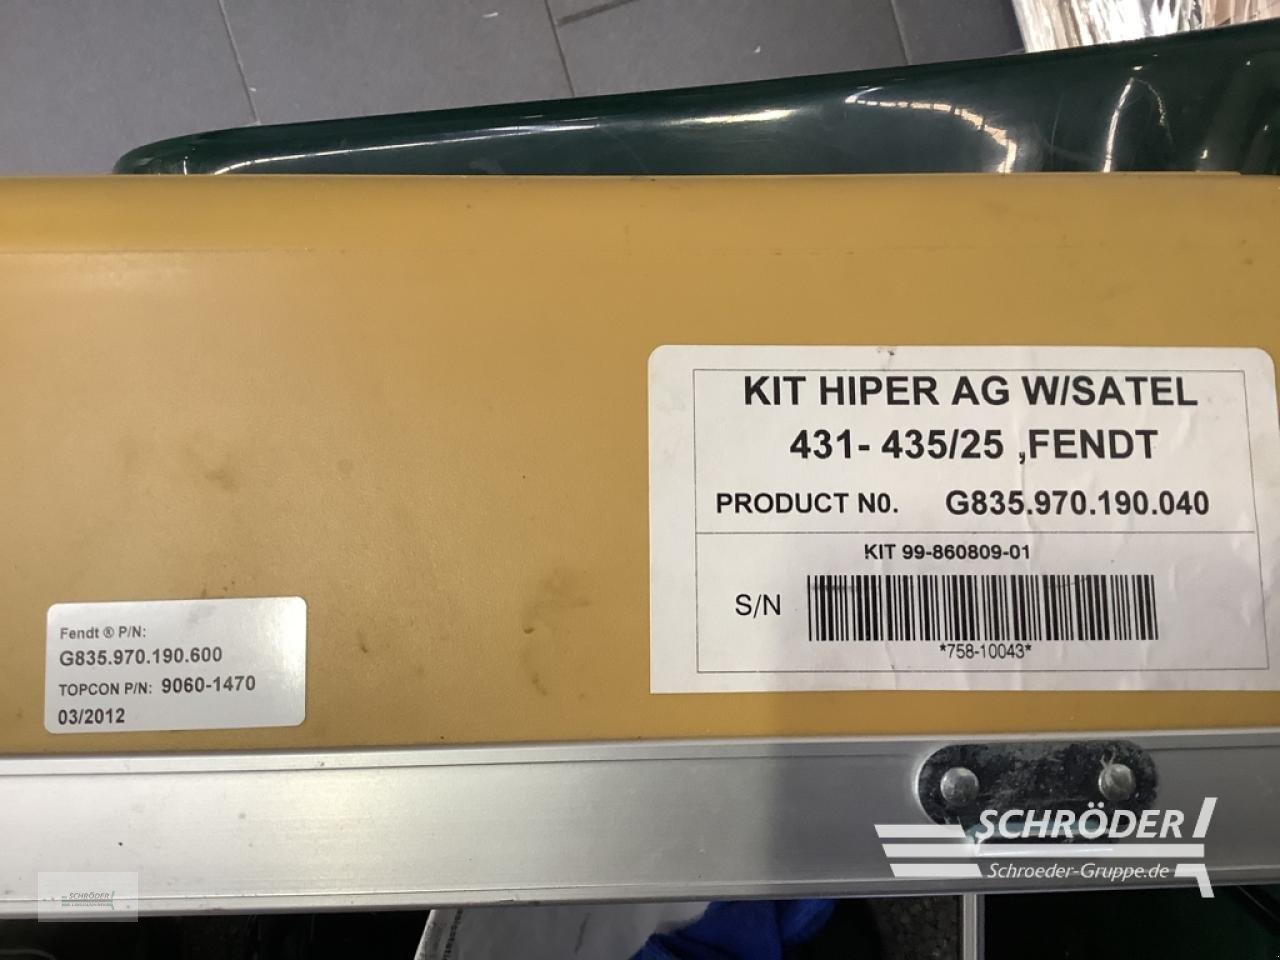 KIT HIPER AG W/SATEL
431- 435/25 ,FENDT
PRODUCT N0. G835.970.190.040
KIT 99-860809-01
S/N
*758-10043*
Fendt ® P/N:
G835.970.190.600
TOPCON P/N: 9060-1470
03/2012
SCHRÖDER
Schroeder-Gruppe.de
SCHRÖDER